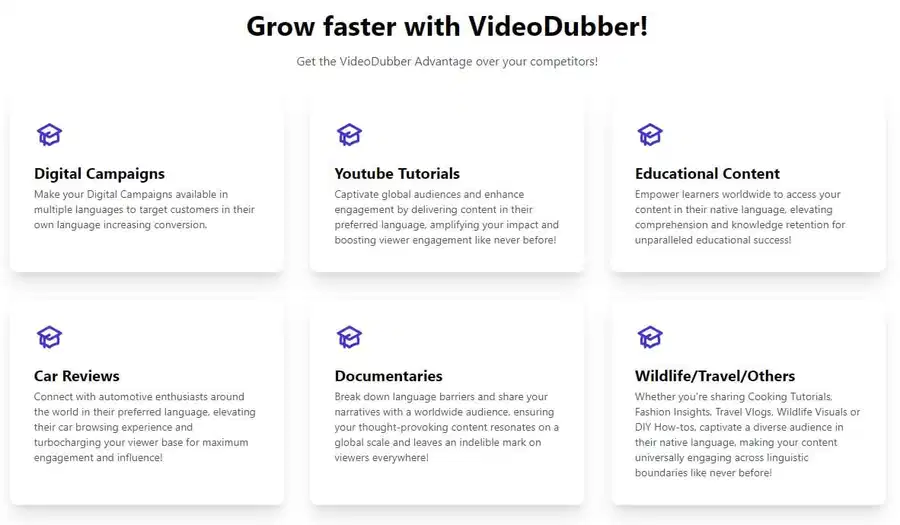 Grow faster with VideoDubber!
Get the VideoDubber Advantage over your competitors!
Digital Campaigns
Make your Digital Campaigns available in
multiple languages to target customers in their
own language increasing conversion.
Youtube Tutorials
Captivate global audiences and enhance
engagement by delivering content in their
preferred language, amplifying your impact and
boosting viewer engagement like never before!
Educational Content
Empower learners worldwide to access your
content in their native language, elevating
comprehension and knowledge retention for
unparalleled educational success!
Car Reviews
Connect with automotive enthusiasts around
the world in their preferred language, elevating
their car browsing experience and
turbocharging your viewer base for maximum
engagement and influence!
Documentaries
Break down language barriers and share your
narratives with a worldwide audience, ensuring
your thought-provoking content resonates on a
global scale and leaves an indelible mark on
viewers everywhere!
Wildlife/Travel/Others
Whether you're sharing Cooking Tutorials,
Fashion Insights, Travel Vlogs, Wildlife Visuals or
DIY How-tos, captivate a diverse audience in
their native language, making your content
universally engaging across linguistic
boundaries like never before!